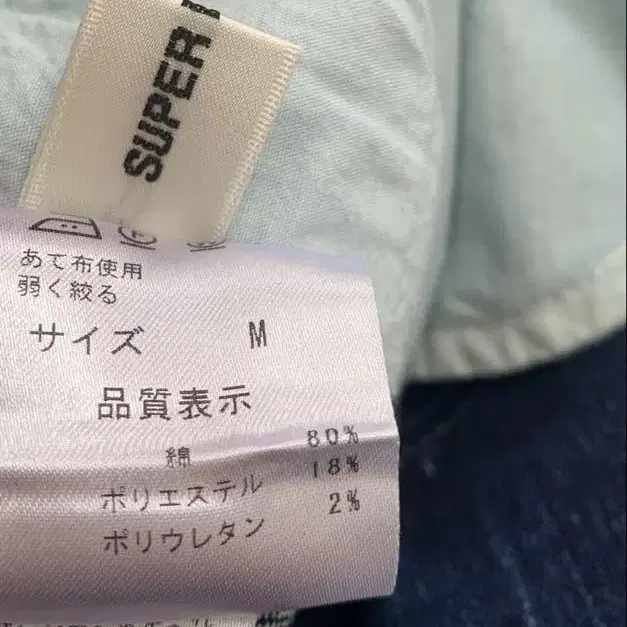 SUPER
あて布使用
弱く絞る
サイズ M
品質表示
綿 80%
ポリエステル 18%
ポリウレタン 2%